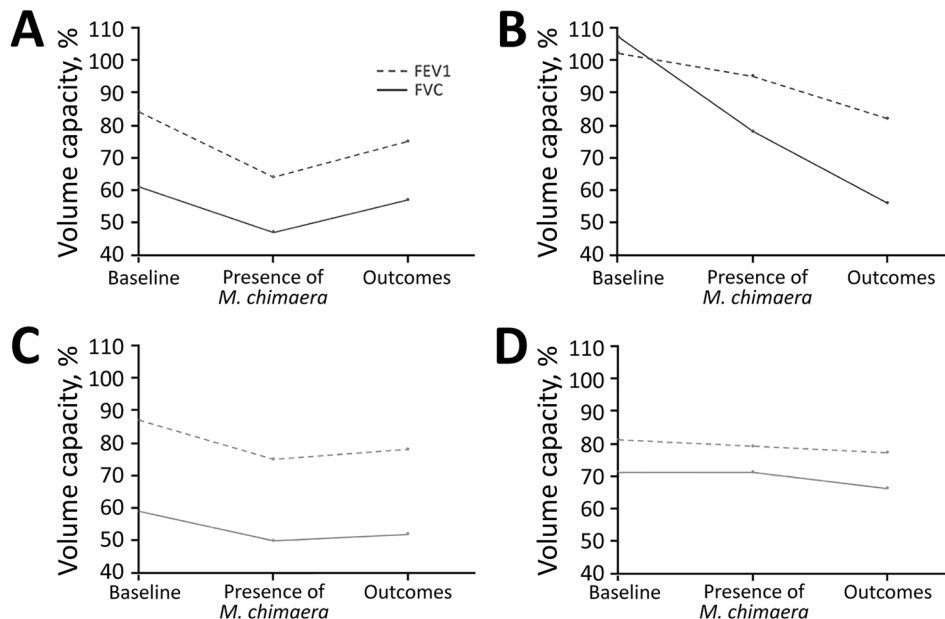 A
Volume capacity, %
110
100
90
80
70
60
50
40
FEV1
FVC
Baseline
Presence of
M. chimaera
Outcomes
B
Volume capacity, %
110
100
90
80
70
60
50
40
Baseline
Presence of
M. chimaera
Outcomes
C
Volume capacity, %
110
100
90
80
70
60
50
40
Baseline
Presence of
M. chimaera
Outcomes
D
Volume capacity, %
110
100
90
80
70
60
50
40
Baseline
Presence of
M. chimaera
Outcomes